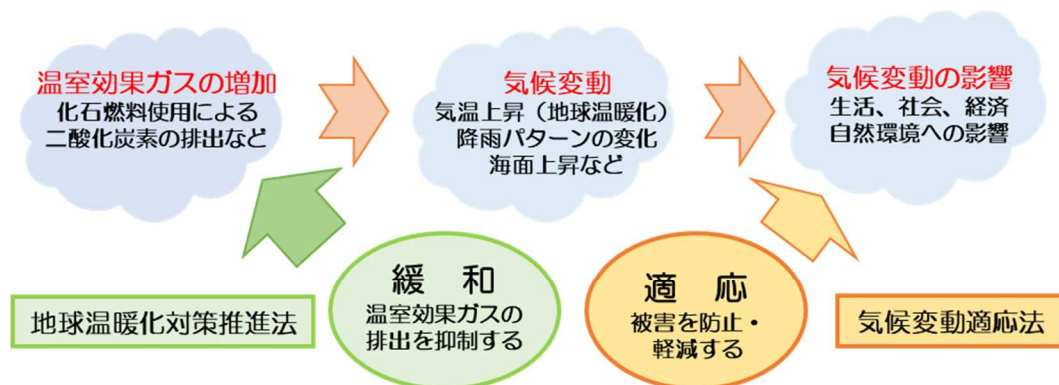 温室効果ガスの増加
化石燃料使用による
二酸化炭素の排出など
気候変動
気温上昇（地球温暖化）
降雨パターンの変化
海面上昇など
気候変動の影響
生活、社会、経済
自然環境への影響
地球温暖化対策推進法
緩　和
温室効果ガスの
排出を抑制する
適　応
被害を防止・
軽減する
気候変動適応法